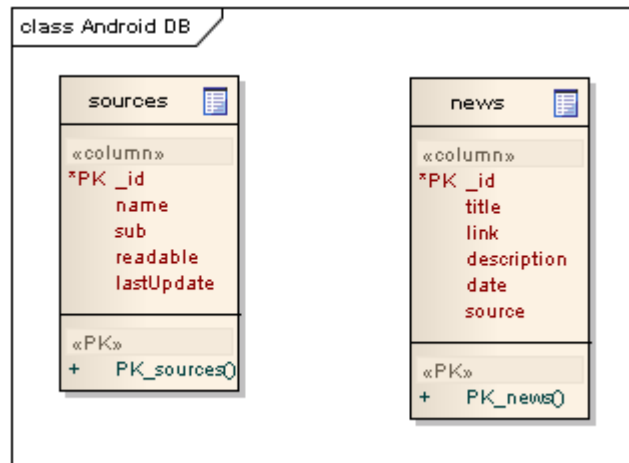 class Android DB
sources
«column»
*PK _id
name
sub
readable
lastUpdate
«PK»
+ PK_sources()
news
«column»
*PK _id
title
link
description
date
source
«PK»
+ PK_news()